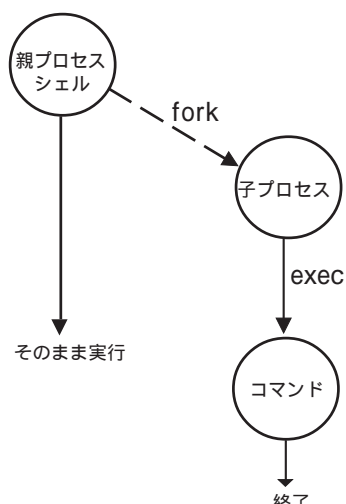 親プロセス
シェル
fork
子プロセス
exec
そのまま実行
コマンド
終了